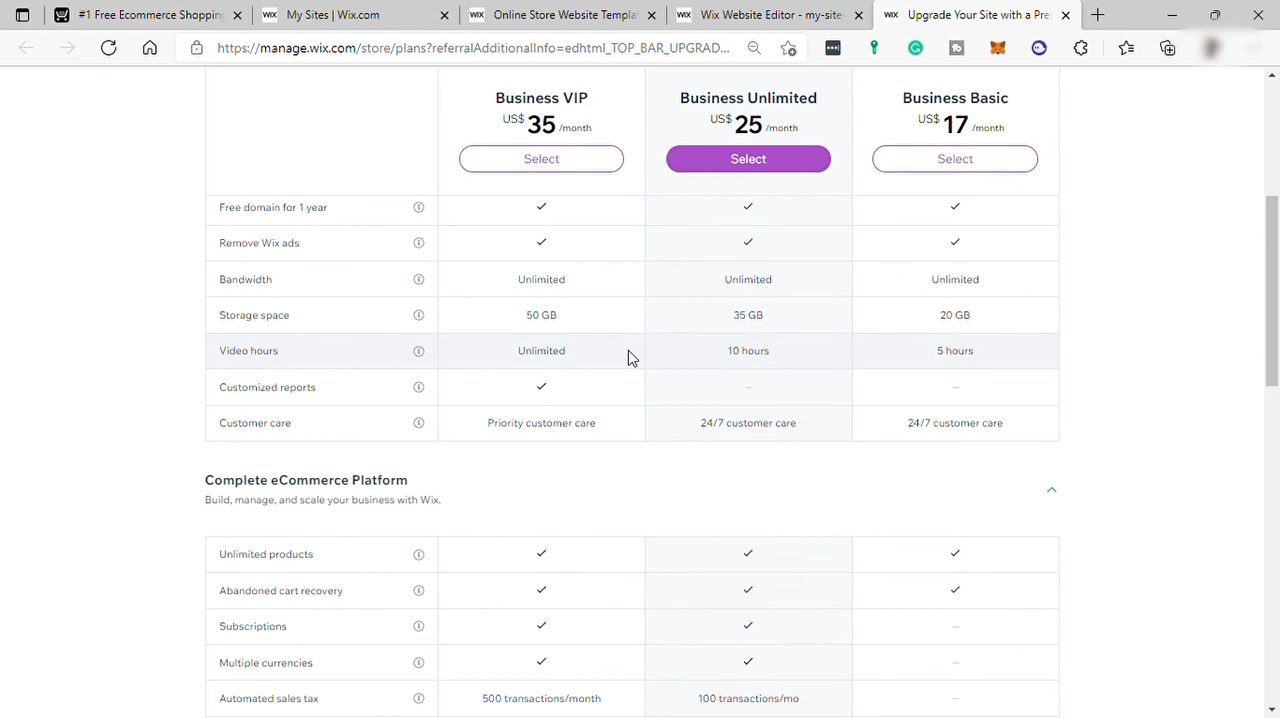 #1 Free Ecommerce Shopping
WIX My Sites | Wix.com
WIX Online Store Website Templa
WIX Wix Website Editor - my-site-
WIX Upgrade Your Site with a Pre
https://manage.wix.com/store/plans?referralAdditionalInfo=edhtml_TOP_BAR_UPGRAD...
Business VIP Business Unlimited Business Basic
US$ 35 /month US$ 25 /month US$ 17 /month
Select Select Select
Free domain for 1 year
Remove Wix ads
Bandwidth Unlimited Unlimited Unlimited
Storage space 50 GB 35 GB 20 GB
Video hours Unlimited 10 hours 5 hours
Customized reports – –
Customer care Priority customer care 24/7 customer care 24/7 customer care
Complete eCommerce Platform
Build, manage, and scale your business with Wix.
Unlimited products
Abandoned cart recovery
Subscriptions –
Multiple currencies –
Automated sales tax 500 transactions/month 100 transactions/mo –